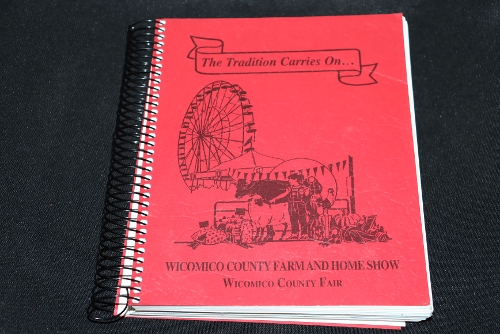 The Tradition Carries On...
WICOMICO COUNTY FARM AND HOME SHOW
WICOMICO COUNTY FAIR